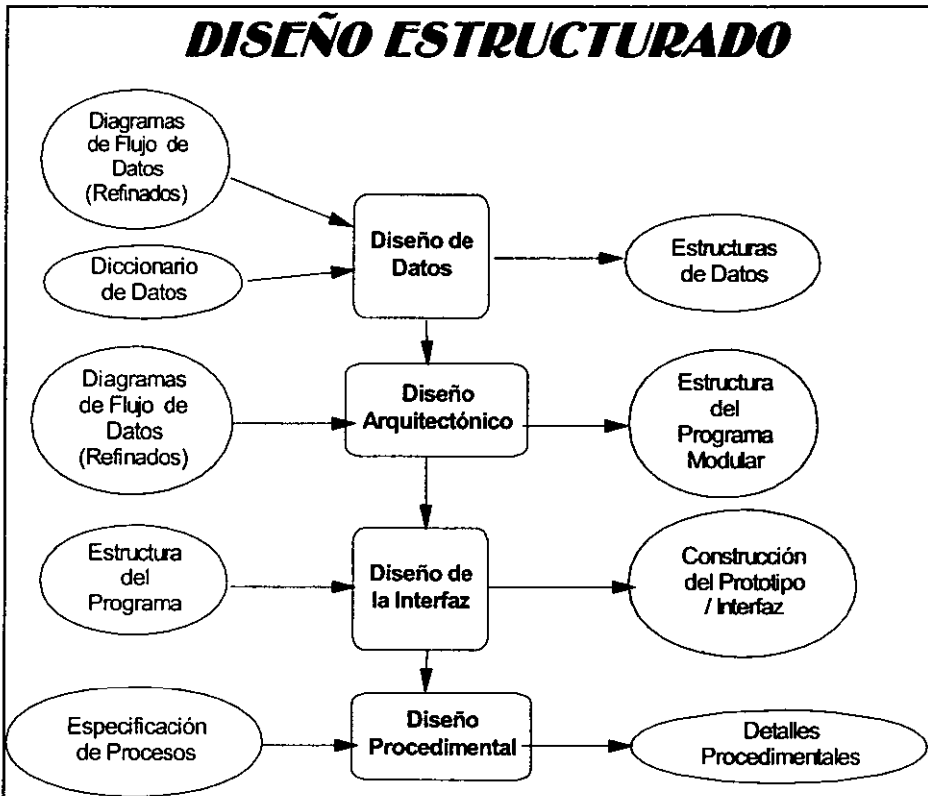 DISEÑO ESTRUCTURADO
Diagramas
de Flujo de
Datos
(Refinados)
Diccionario
de Datos
Diseño de
Datos
Estructuras
de Datos
Diagramas
de Flujo de
Datos
(Refinados)
Diseño
Arquitectónico
Estructura
del
Programa
Modular
Estructura
del
Programa
Diseño de
la Interfaz
Construcción
del Prototipo
/ Interfaz
Especificación
de Procesos
Diseño
Procedimental
Detalles
Procedimentales